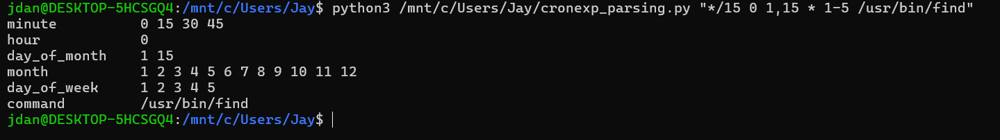 jdan@DESKTOP-5HCSGQ4:/mnt/c/Users/Jay$ python3 /mnt/c/Users/Jay/cronexp_parsing.py "*/15 0 1,15 * 1-5 /usr/bin/find"
minute          0 15 30 45
hour            0
day_of_month    1 15
month           1 2 3 4 5 6 7 8 9 10 11 12
day_of_week     1 2 3 4 5
command         /usr/bin/find
jdan@DESKTOP-5HCSGQ4:/mnt/c/Users/Jay$